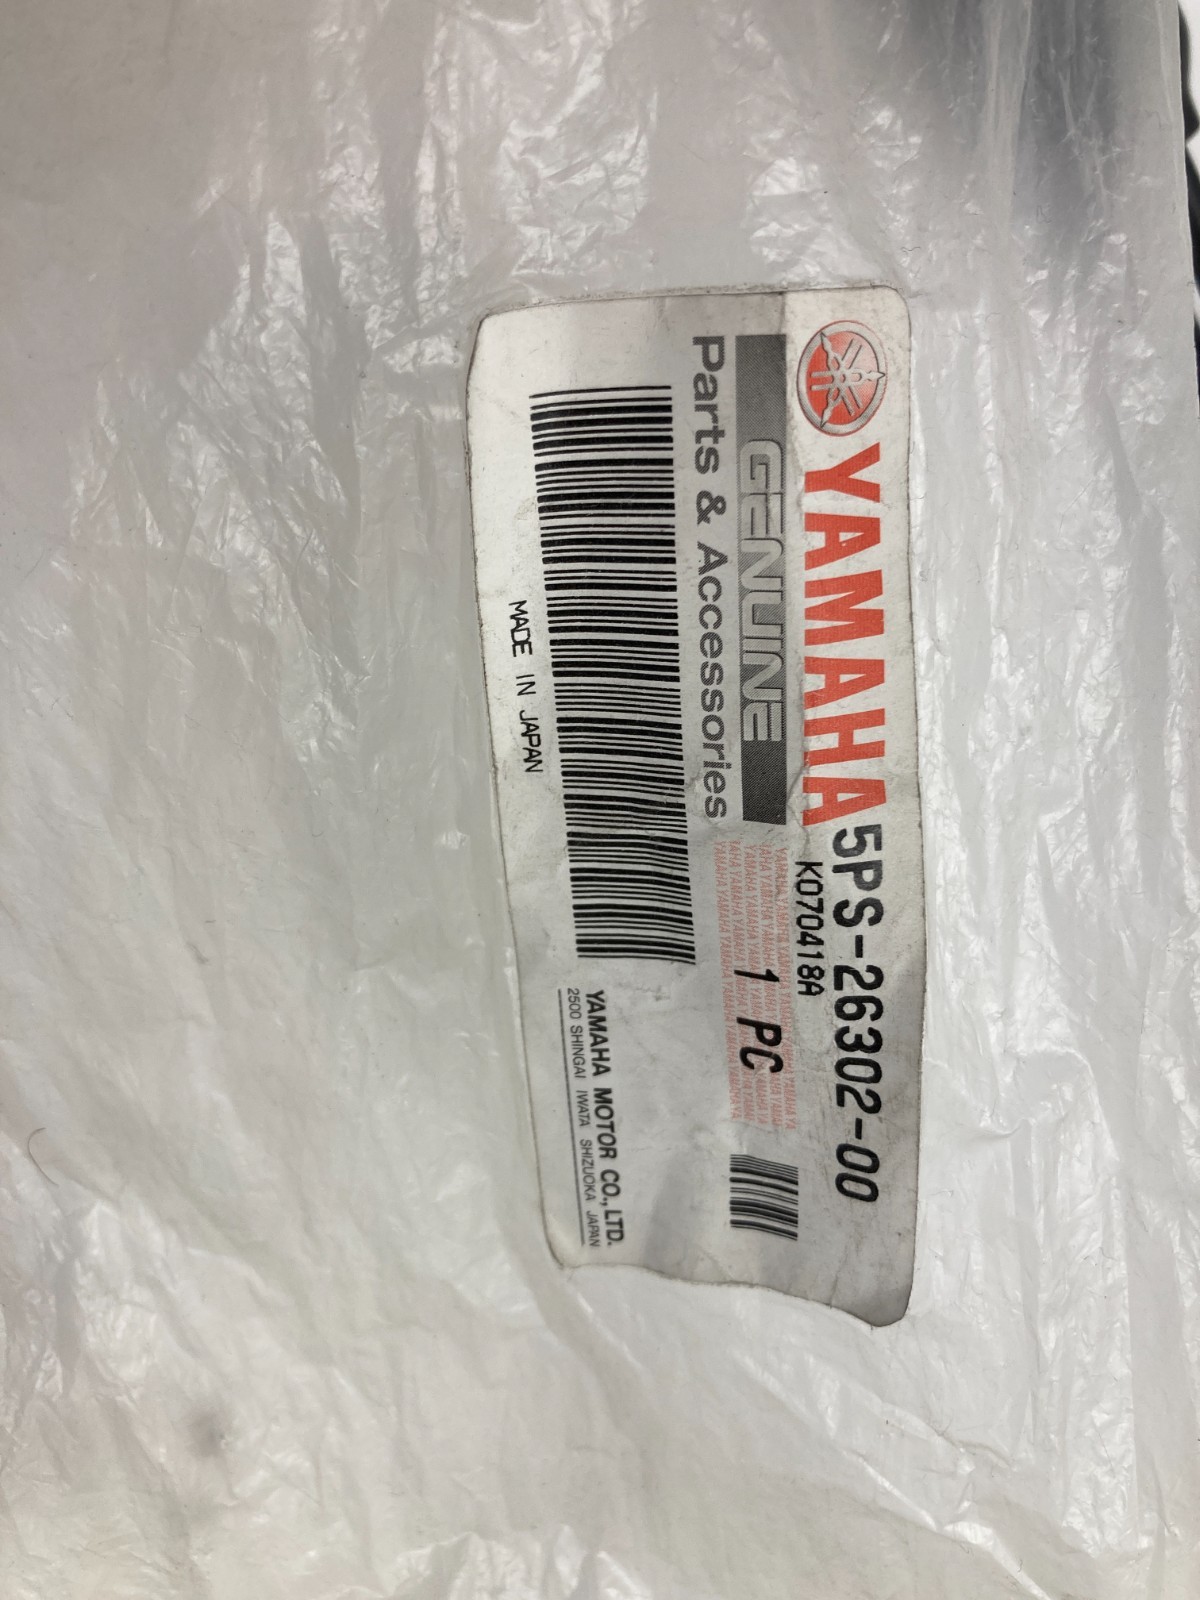 YAMAHA
5PS-26302-00
GENUINE
K070418A
Parts & Accessories
1 PC
YAMAHA MOTOR CO., LTD.
2500 SHINGAI IWATA SHIZUOKA JAPAN
MADE IN JAPAN